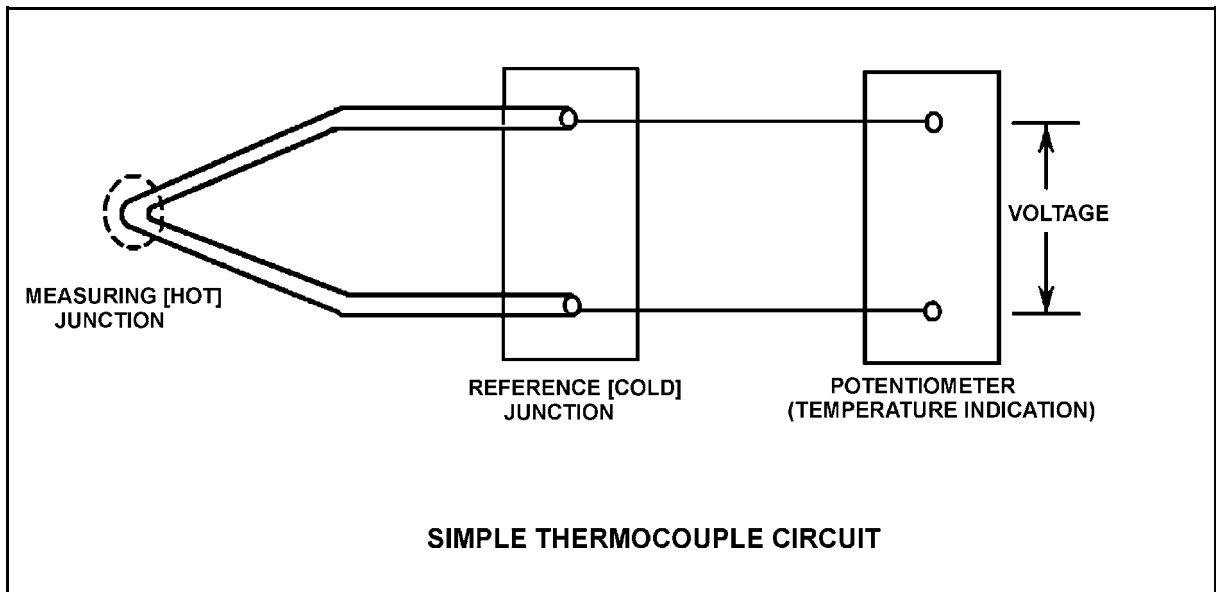 VOLTAGE
MEASURING [HOT]
JUNCTION
REFERENCE [COLD]
JUNCTION
POTENTIOMETER
(TEMPERATURE INDICATION)
SIMPLE THERMOCOUPLE CIRCUIT